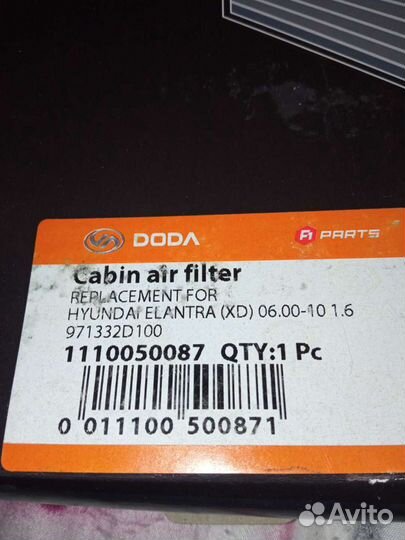 DODA
PARTS
Cabin air filter
REPLACEMENT FOR
HYUNDAI ELANTRA (XD) 06.00-10 1.6
971332D100
1110050087 QTY:1 Pc
0 011100 500871
Avito